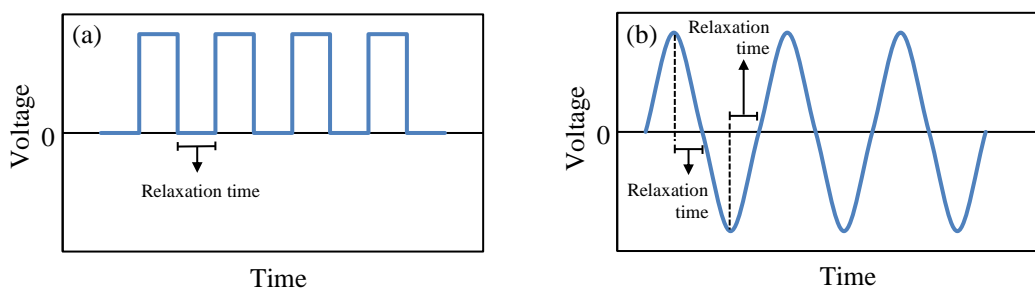 (a)
Voltage
0
Relaxation time
Time
(b)
Relaxation
time
Voltage
0
Relaxation
time
Time